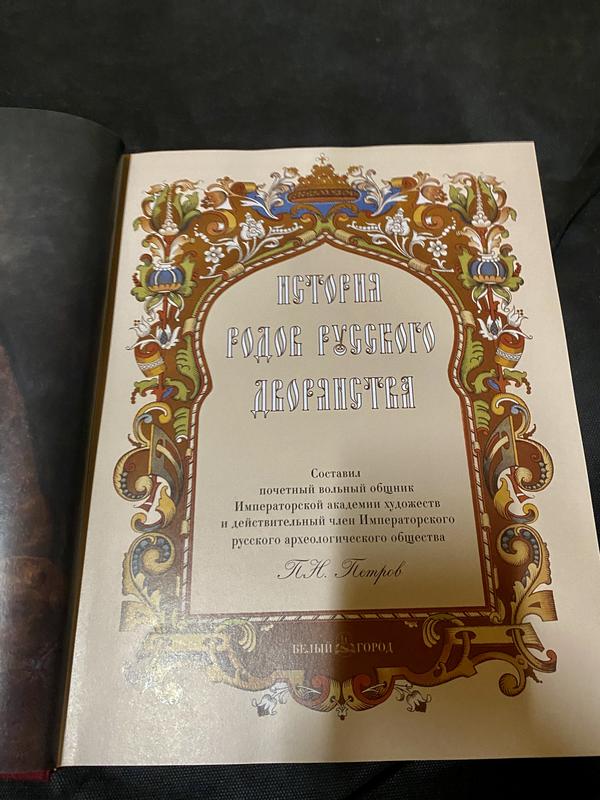 ИСТОРИЯ
РОДОВ РУССКОГО
ДВОРЯНСТВА
Составил
почетный вольный общник
Императорской академии художеств
и действительный член Императорского
русского археологического общества
П.Н. Петров
БЕЛЫЙ ГОРОД